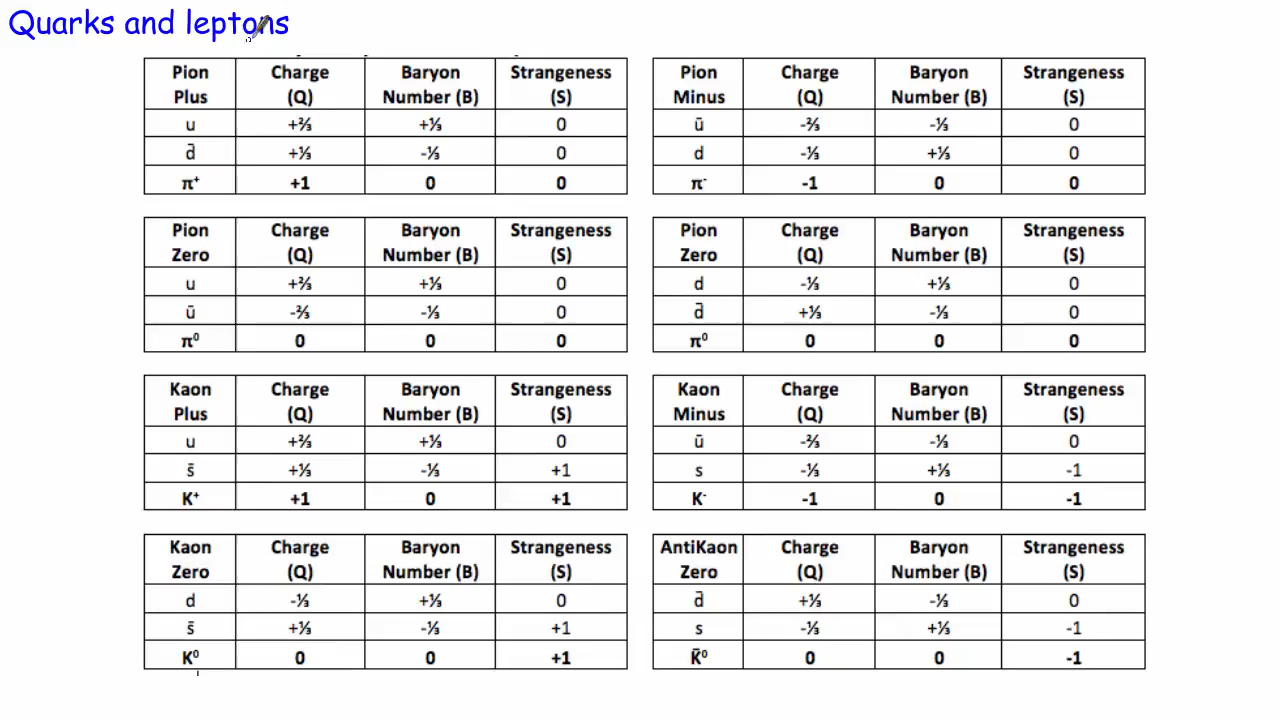 Quarks and leptons
Pion Plus Charge (Q) Baryon Number (B) Strangeness (S)
u +⅔ +⅓ 0
d̄ +⅓ -⅓ 0
π⁺ +1 0 0
Pion Minus Charge (Q) Baryon Number (B) Strangeness (S)
ū -⅔ -⅓ 0
d -⅓ +⅓ 0
π⁻ -1 0 0
Pion Zero Charge (Q) Baryon Number (B) Strangeness (S)
u +⅔ +⅓ 0
ū -⅔ -⅓ 0
π⁰ 0 0 0
Pion Zero Charge (Q) Baryon Number (B) Strangeness (S)
d -⅓ +⅓ 0
d̄ +⅓ -⅓ 0
π⁰ 0 0 0
Kaon Plus Charge (Q) Baryon Number (B) Strangeness (S)
u +⅔ +⅓ 0
s̄ +⅓ -⅓ +1
K⁺ +1 0 +1
Kaon Minus Charge (Q) Baryon Number (B) Strangeness (S)
ū -⅔ -⅓ 0
s -⅓ +⅓ -1
K⁻ -1 0 -1
Kaon Zero Charge (Q) Baryon Number (B) Strangeness (S)
d -⅓ +⅓ 0
s̄ +⅓ -⅓ +1
K⁰ 0 0 +1
AntiKaon Zero Charge (Q) Baryon Number (B) Strangeness (S)
d̄ +⅓ -⅓ 0
s -⅓ +⅓ -1
K̄⁰ 0 0 -1